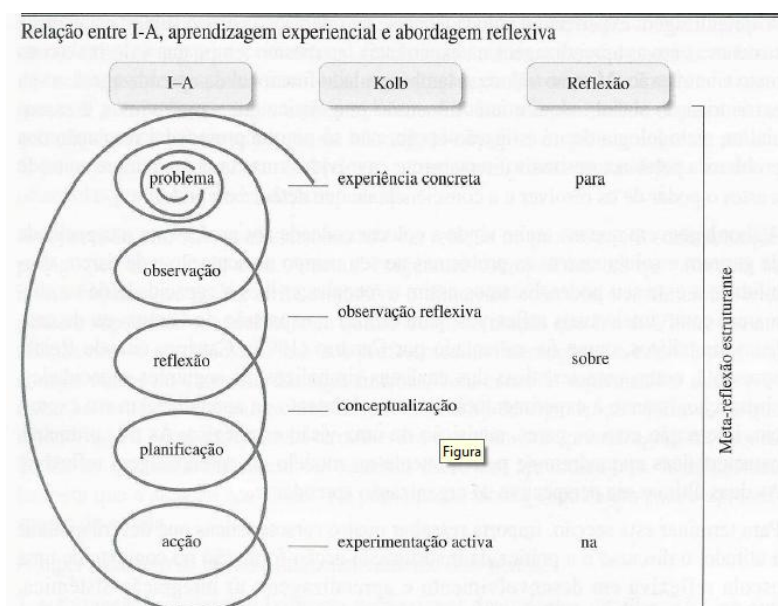 Relação entre I-A, aprendizagem experiencial e abordagem reflexiva
I–A Kolb Reflexão
problema experiência concreta para
observação
observação reflexiva
reflexão sobre
conceptualização
planificação
Figura
acção experimentação activa na
Meta-reflexão estruturante